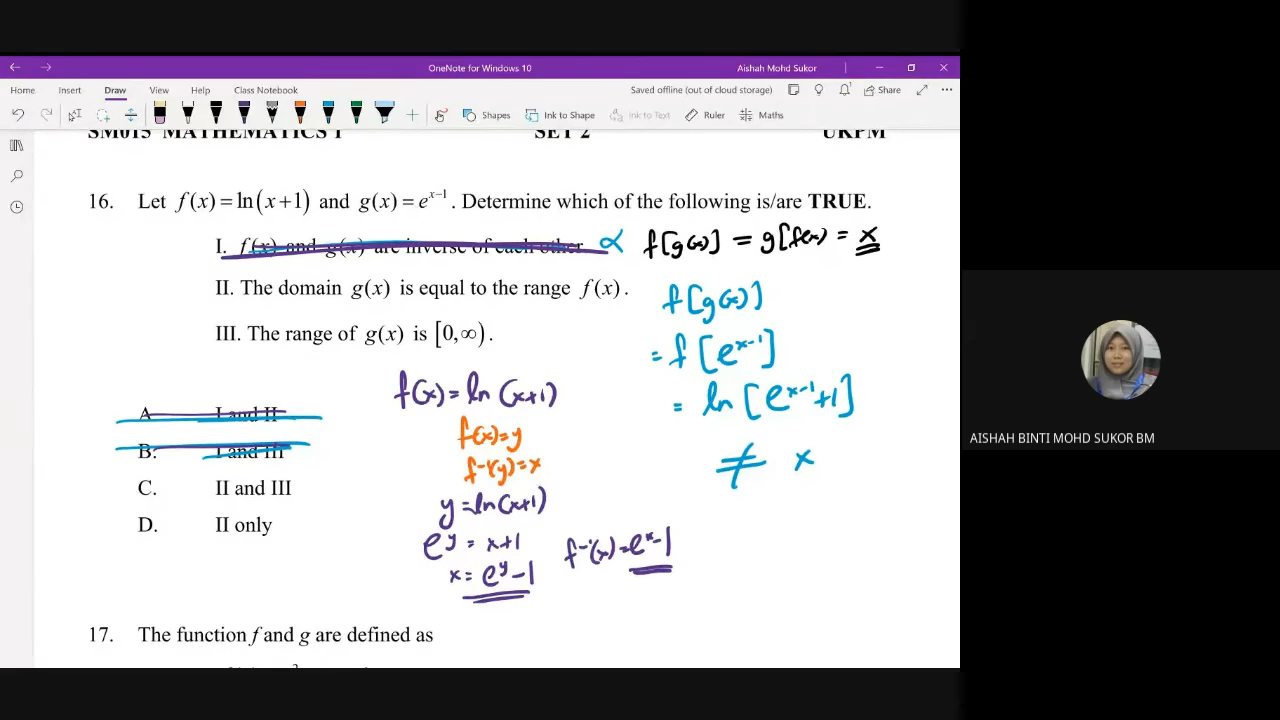 OneNote for Windows 10
Aishah Mohd Sukor
Home Insert Draw View Help Class Notebook
Saved offline (out of cloud storage)
Share
Shapes
Ink to Shape
Ink to Text
Ruler
Maths
SM015 MATHEMATICS 1 SET 2 UKPM
16. Let f(x) = ln(x+1) and g(x) = e^(x−1). Determine which of the following is/are TRUE.
I. f(x) and g(x) are inverse of each other.
f[g(x)] = g[f(x) = x
II. The domain g(x) is equal to the range f(x).
III. The range of g(x) is [0,∞).
A I and II
B. I and III
C. II and III
D. II only
f(x) = ln (x+1)
f(x) = y
f⁻¹(y) = x
y = ln(x+1)
e^y = x+1
x = e^y − 1
f⁻¹(x) = e^x − 1
f[g(x)]
= f[e^(x−1)]
= ln[e^(x−1)+1]
≠ x
AISHAH BINTI MOHD SUKOR BM
17. The function f and g are defined as